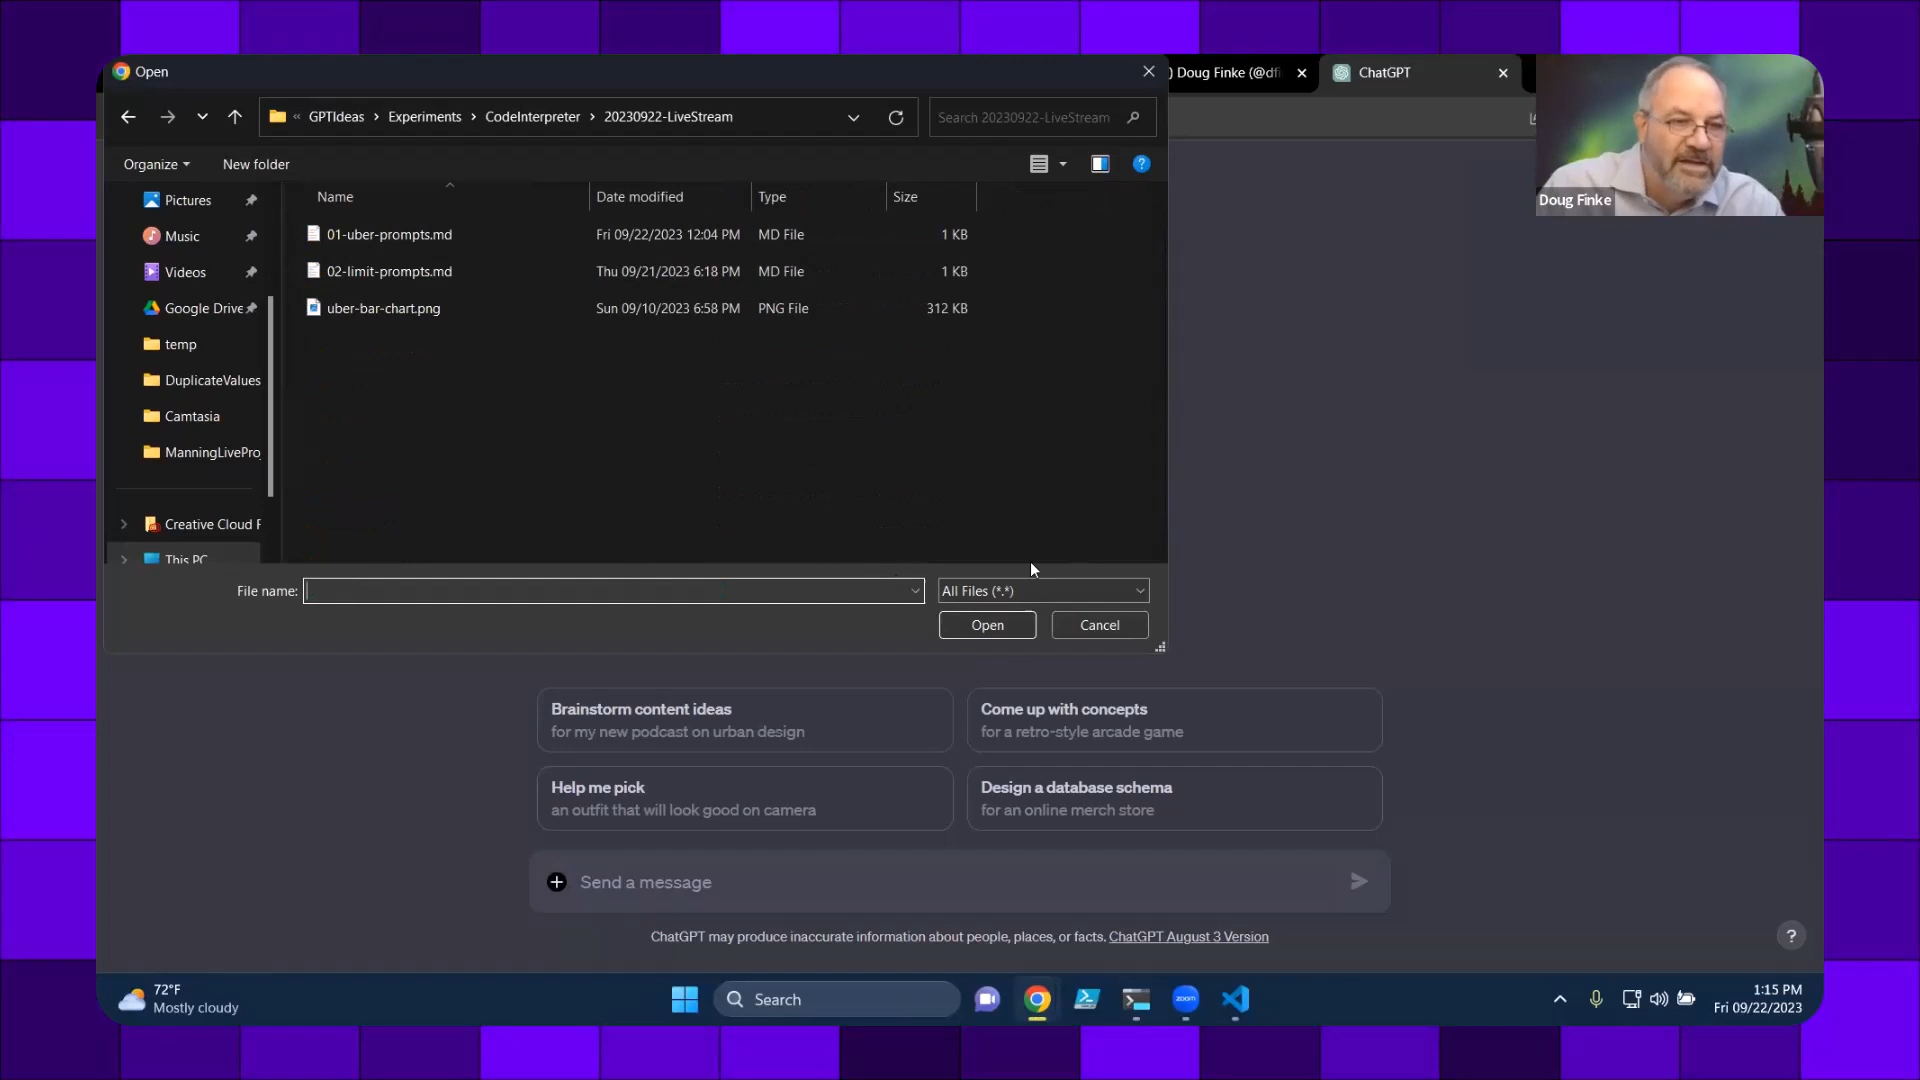 Open
) Doug Finke (@dfi
ChatGPT
« GPTIdeas > Experiments > CodeInterpreter > 20230922-LiveStream
Search 20230922-LiveStream
Organize
New folder
Doug Finke
Name
Date modified
Type
Size
Pictures
Music
Videos
Google Drive
temp
DuplicateValues
Camtasia
ManningLivePro
Creative Cloud F
This PC
01-uber-prompts.md Fri 09/22/2023 12:04 PM MD File 1 KB
02-limit-prompts.md Thu 09/21/2023 6:18 PM MD File 1 KB
uber-bar-chart.png Sun 09/10/2023 6:58 PM PNG File 312 KB
File name:
All Files (*.*)
Open
Cancel
Brainstorm content ideas
for my new podcast on urban design
Come up with concepts
for a retro-style arcade game
Help me pick
an outfit that will look good on camera
Design a database schema
for an online merch store
Send a message
ChatGPT may produce inaccurate information about people, places, or facts. ChatGPT August 3 Version
?
72°F
Mostly cloudy
Search
zoom
1:15 PM
Fri 09/22/2023